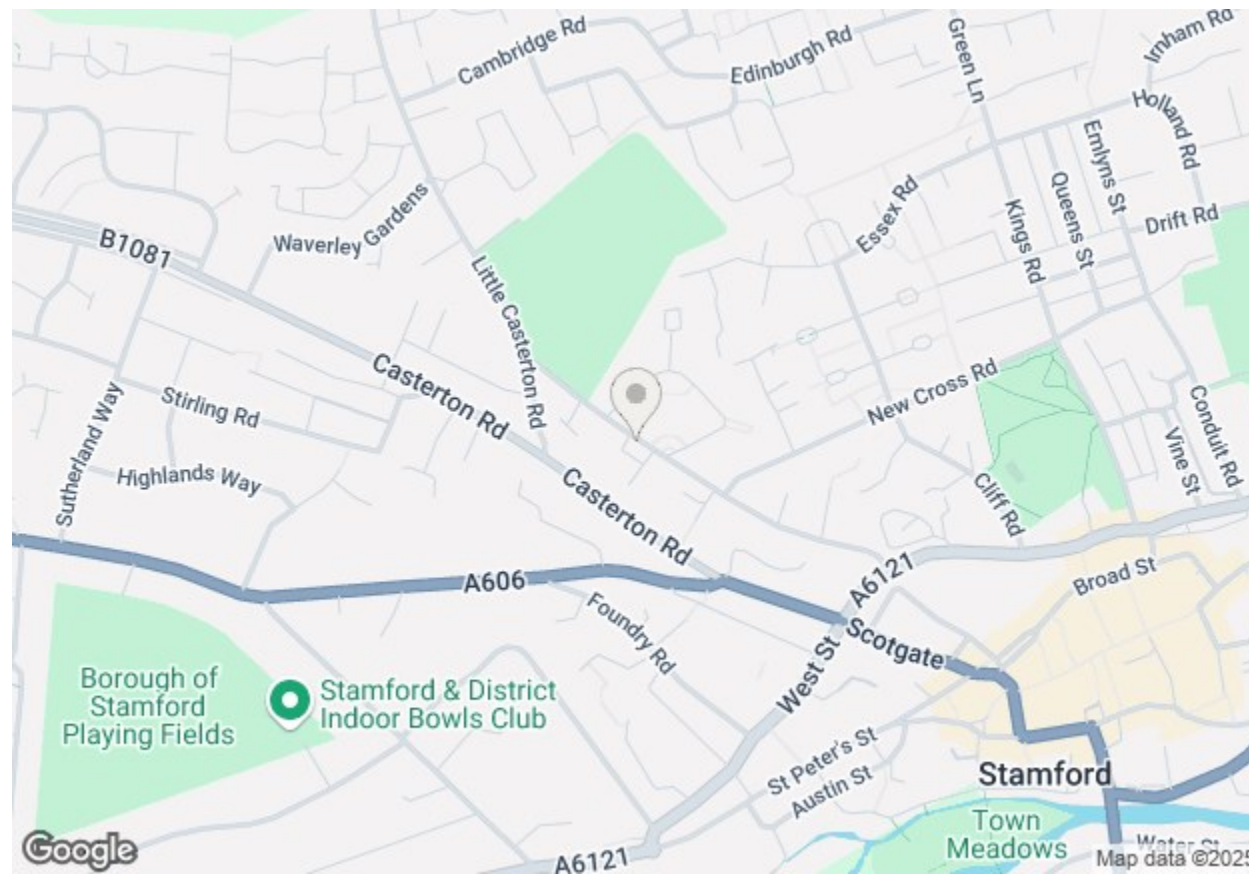 Cambridge Rd
Edinburgh Rd
Green Ln
Irnham Rd
Holland Rd
Emlyns St
Queens St
Essex Rd
Kings Rd
Drift Rd
Waverley Gardens
B1081
Little Casterton Rd
Casterton Rd
Stirling Rd
Sutherland Way
Highlands Way
New Cross Rd
Conduit Rd
Vine St
Cliff Rd
Casterton Rd
A606
A6121
Broad St
Foundry Rd
Scotgate
West St
Borough of
Stamford
Playing Fields
Stamford & District
Indoor Bowls Club
St Peter's St
Austin St
Stamford
Town
Meadows
Water St
A6121
Google
Map data ©2025